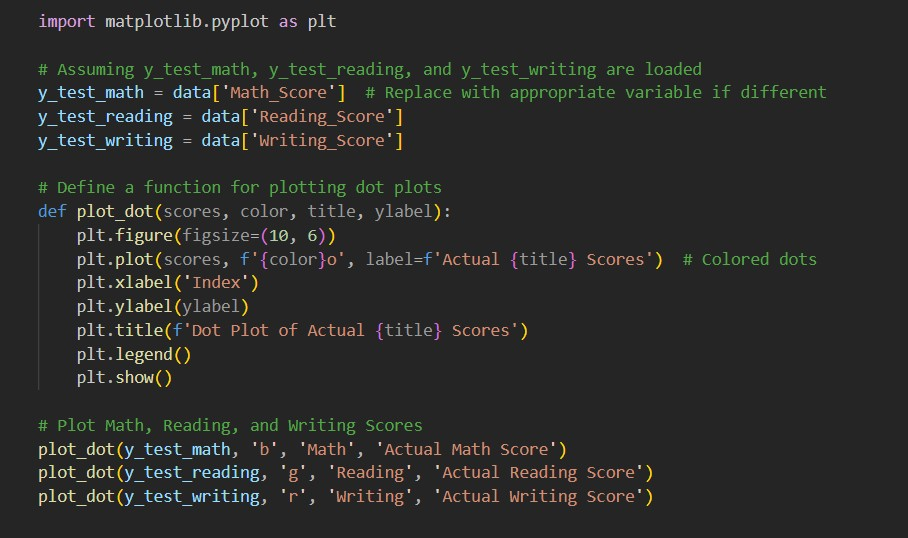 import matplotlib.pyplot as plt
# Assuming y_test_math, y_test_reading, and y_test_writing are loaded
y_test_math = data['Math_Score']  # Replace with appropriate variable if different
y_test_reading = data['Reading_Score']
y_test_writing = data['Writing_Score']
# Define a function for plotting dot plots
def plot_dot(scores, color, title, ylabel):
    plt.figure(figsize=(10, 6))
    plt.plot(scores, f'{color}o', label=f'Actual {title} Scores')  # Colored dots
    plt.xlabel('Index')
    plt.ylabel(ylabel)
    plt.title(f'Dot Plot of Actual {title} Scores')
    plt.legend()
    plt.show()
# Plot Math, Reading, and Writing Scores
plot_dot(y_test_math, 'b', 'Math', 'Actual Math Score')
plot_dot(y_test_reading, 'g', 'Reading', 'Actual Reading Score')
plot_dot(y_test_writing, 'r', 'Writing', 'Actual Writing Score')